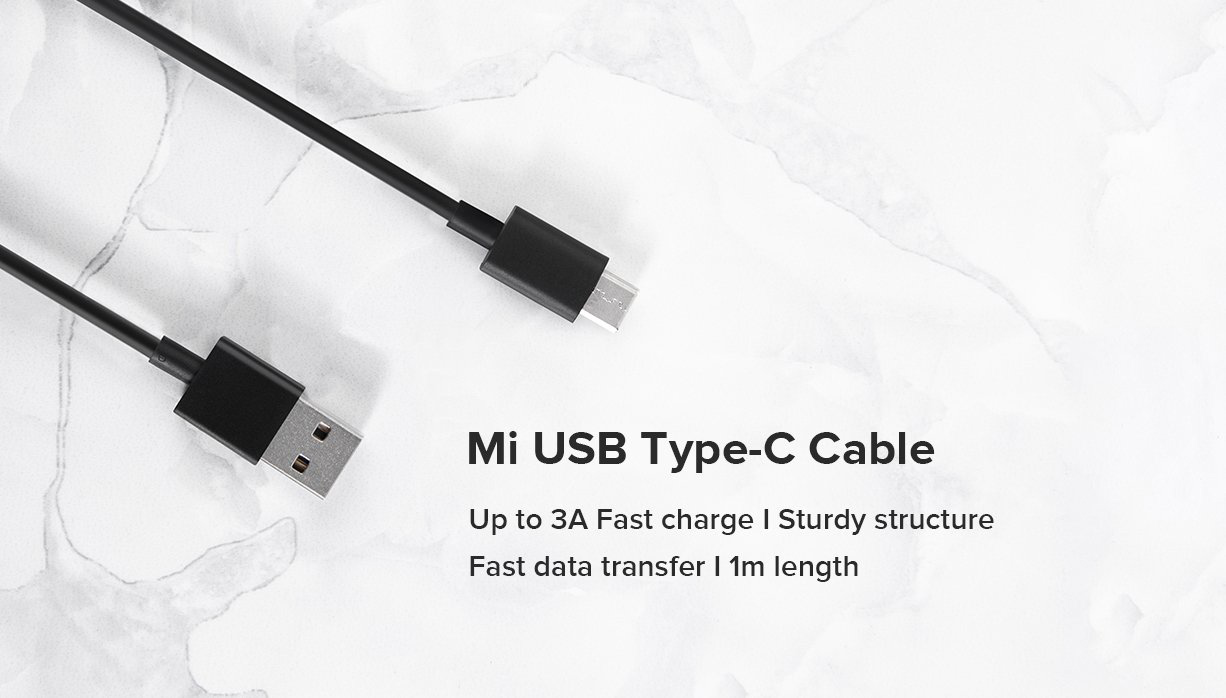 Mi USB Type-C Cable
Up to 3A Fast charge I Sturdy structure
Fast data transfer I 1m length